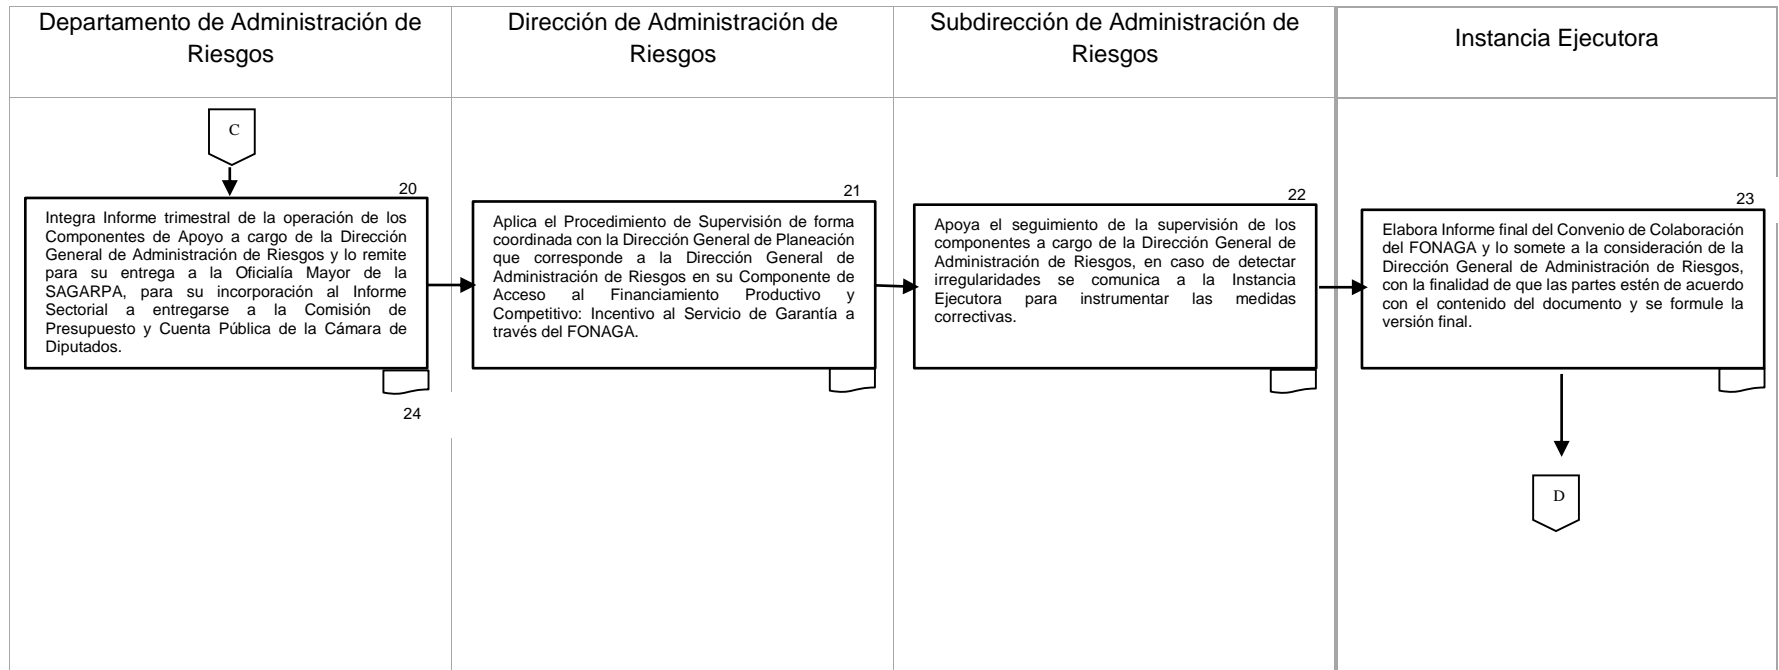 Departamento de Administración de
Riesgos
Dirección de Administración de
Riesgos
Subdirección de Administración de
Riesgos
Instancia Ejecutora
C
20
Integra Informe trimestral de la operación de los
Componentes de Apoyo a cargo de la Dirección
General de Administración de Riesgos y lo remite
para su entrega a la Oficialía Mayor de la
SAGARPA, para su incorporación al Informe
Sectorial a entregarse a la Comisión de
Presupuesto y Cuenta Pública de la Cámara de
Diputados.
24
21
Aplica el Procedimiento de Supervisión de forma
coordinada con la Dirección General de Planeación
que corresponde a la Dirección General de
Administración de Riesgos en su Componente de
Acceso al Financiamiento Productivo y
Competitivo: Incentivo al Servicio de Garantía a
través del FONAGA.
22
Apoya el seguimiento de la supervisión de los
componentes a cargo de la Dirección General de
Administración de Riesgos, en caso de detectar
irregularidades se comunica a la Instancia
Ejecutora para instrumentar las medidas
correctivas.
23
Elabora Informe final del Convenio de Colaboración
del FONAGA y lo somete a la consideración de la
Dirección General de Administración de Riesgos,
con la finalidad de que las partes estén de acuerdo
con el contenido del documento y se formule la
versión final.
D